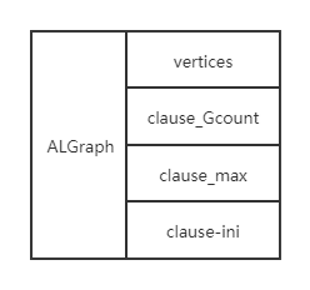 vertices
clause_Gcount
ALGraph
clause_max
clause-ini